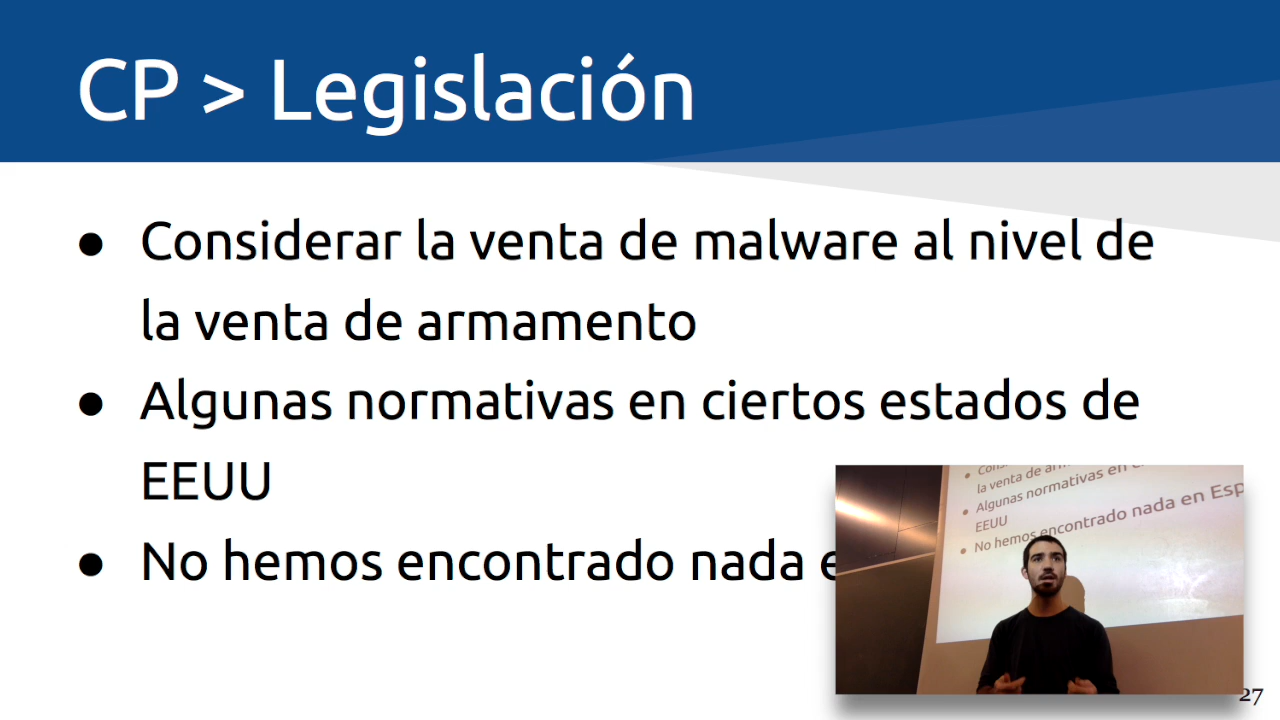 CP > Legislación
● Considerar la venta de malware al nivel de
la venta de armamento
● Algunas normativas en ciertos estados de
EEUU
● No hemos encontrado nada e
la venta de
● Algunas normativas en
EEUU
● No hemos encontrado nada en Esp
27